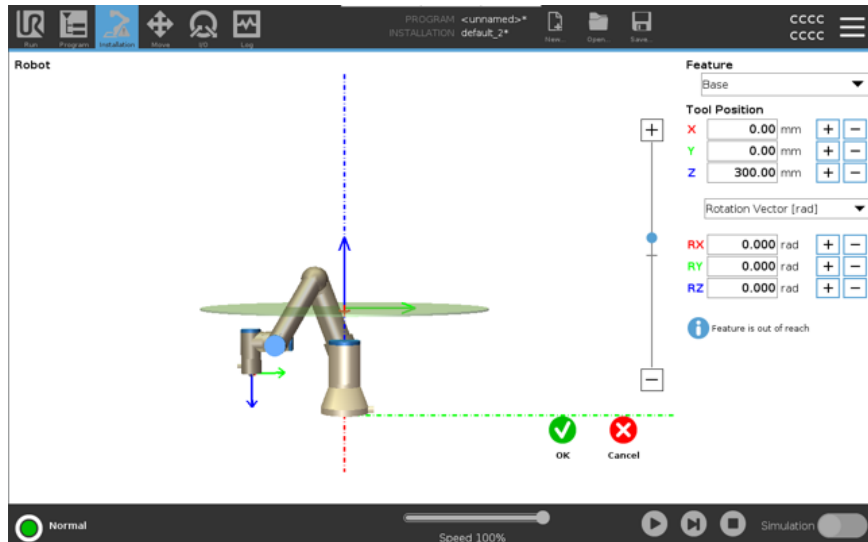 PROGRAM <unnamed>*
INSTALLATION default_2*
CCCC
CCCC
UR
Run
Program
Installation
Move
I/O
Log
New...
Open...
Save...
Robot
Feature
Base
Tool Position
X 0.00 mm + −
Y 0.00 mm + −
Z 300.00 mm + −
Rotation Vector [rad]
RX 0.000 rad + −
RY 0.000 rad + −
RZ 0.000 rad + −
Feature is out of reach
OK Cancel
Normal
Speed 100%
Simulation